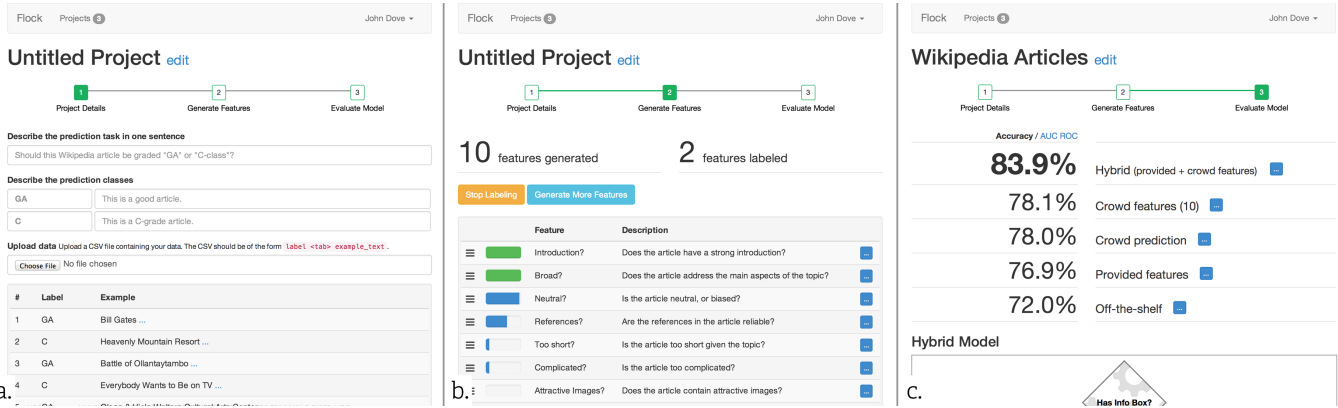 Flock Projects 3 John Dove
Untitled Project edit
1 2 3
Project Details Generate Features Evaluate Model
Describe the prediction task in one sentence
Should this Wikipedia article be graded "GA" or "C-class"?
Describe the prediction classes
GA This is a good article.
C This is a C-grade article.
Upload data Upload a CSV file containing your data. The CSV should be of the form label <tab> example_text .
Choose File No file chosen
# Label Example
1 GA Bill Gates ...
2 C Heavenly Mountain Resort ...
3 GA Battle of Ollantaytambo ...
4 C Everybody Wants to Be on TV ...
a.
Flock Projects 3 John Dove
Untitled Project edit
1 2 3
Project Details Generate Features Evaluate Model
10 features generated 2 features labeled
Stop Labeling Generate More Features
Feature Description
Introduction? Does the article have a strong introduction? ...
Broad? Does the article address the main aspects of the topic? ...
Neutral? Is the article neutral, or biased? ...
References? Are the references in the article reliable? ...
Too short? Is the article too short given the topic? ...
Complicated? Is the article too complicated? ...
Attractive Images? Does the article contain attractive images? ...
b.
Flock Projects 3 John Dove
Wikipedia Articles edit
1 2 3
Project Details Generate Features Evaluate Model
Accuracy / AUC ROC
83.9% Hybrid (provided + crowd features) ...
78.1% Crowd features (10) ...
78.0% Crowd prediction ...
76.9% Provided features ...
72.0% Off-the-shelf ...
Hybrid Model
Has Info Box?
c.